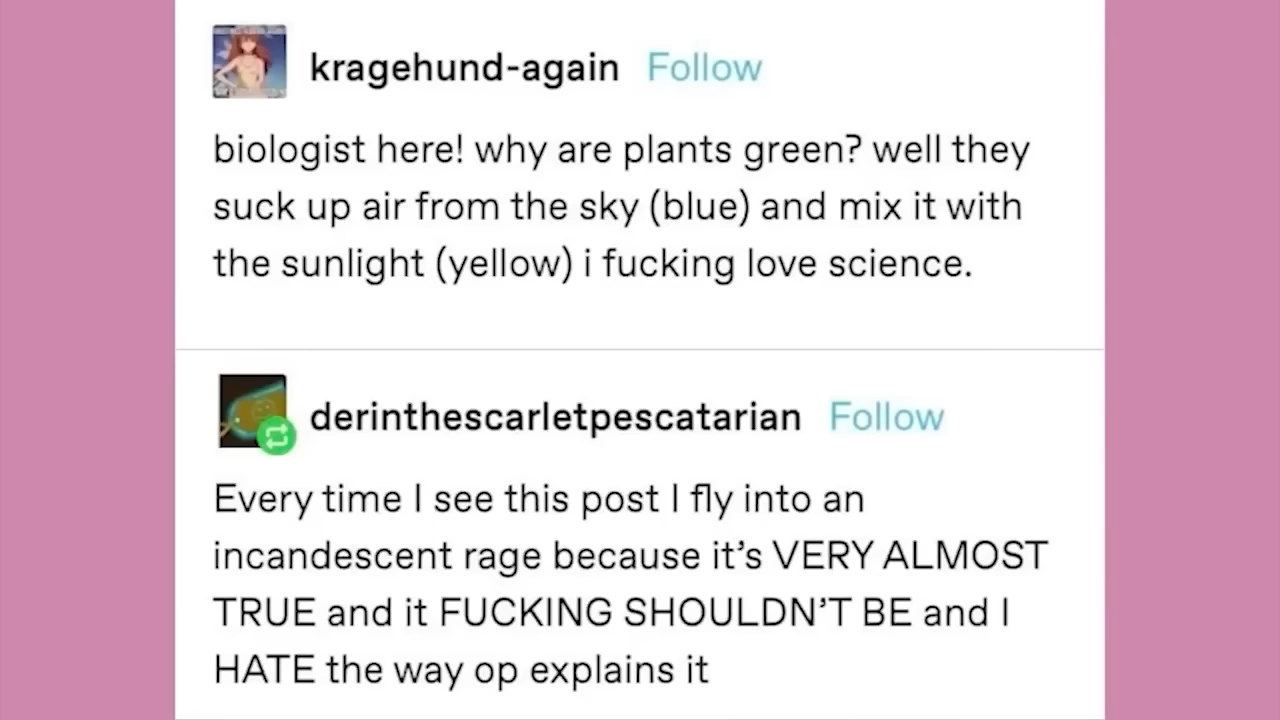 kragehund-again Follow
biologist here! why are plants green? well they
suck up air from the sky (blue) and mix it with
the sunlight (yellow) i fucking love science.
derinthescarletpescatarian Follow
Every time I see this post I fly into an
incandescent rage because it’s VERY ALMOST
TRUE and it FUCKING SHOULDN’T BE and I
HATE the way op explains it